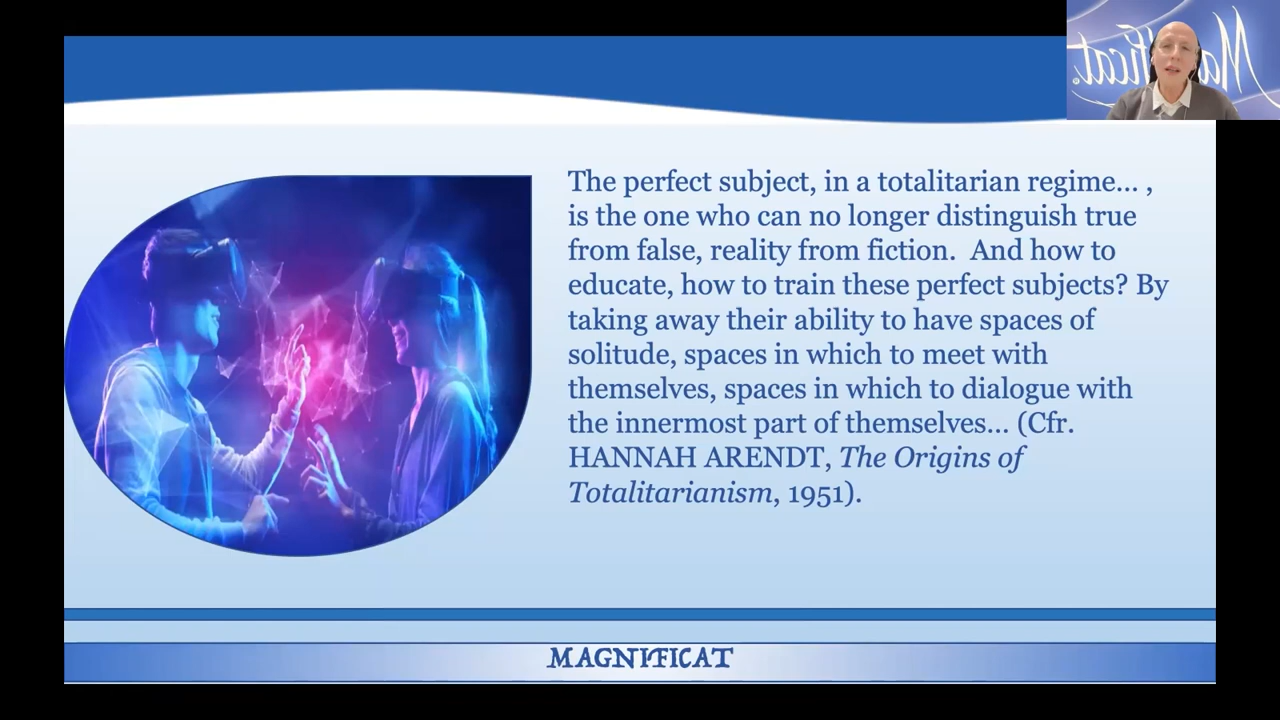 Magnificat®
The perfect subject, in a totalitarian regime... ,
is the one who can no longer distinguish true
from false, reality from fiction.  And how to
educate, how to train these perfect subjects? By
taking away their ability to have spaces of
solitude, spaces in which to meet with
themselves, spaces in which to dialogue with
the innermost part of themselves... (Cfr.
HANNAH ARENDT, The Origins of
Totalitarianism, 1951).
MAGNIFICAT